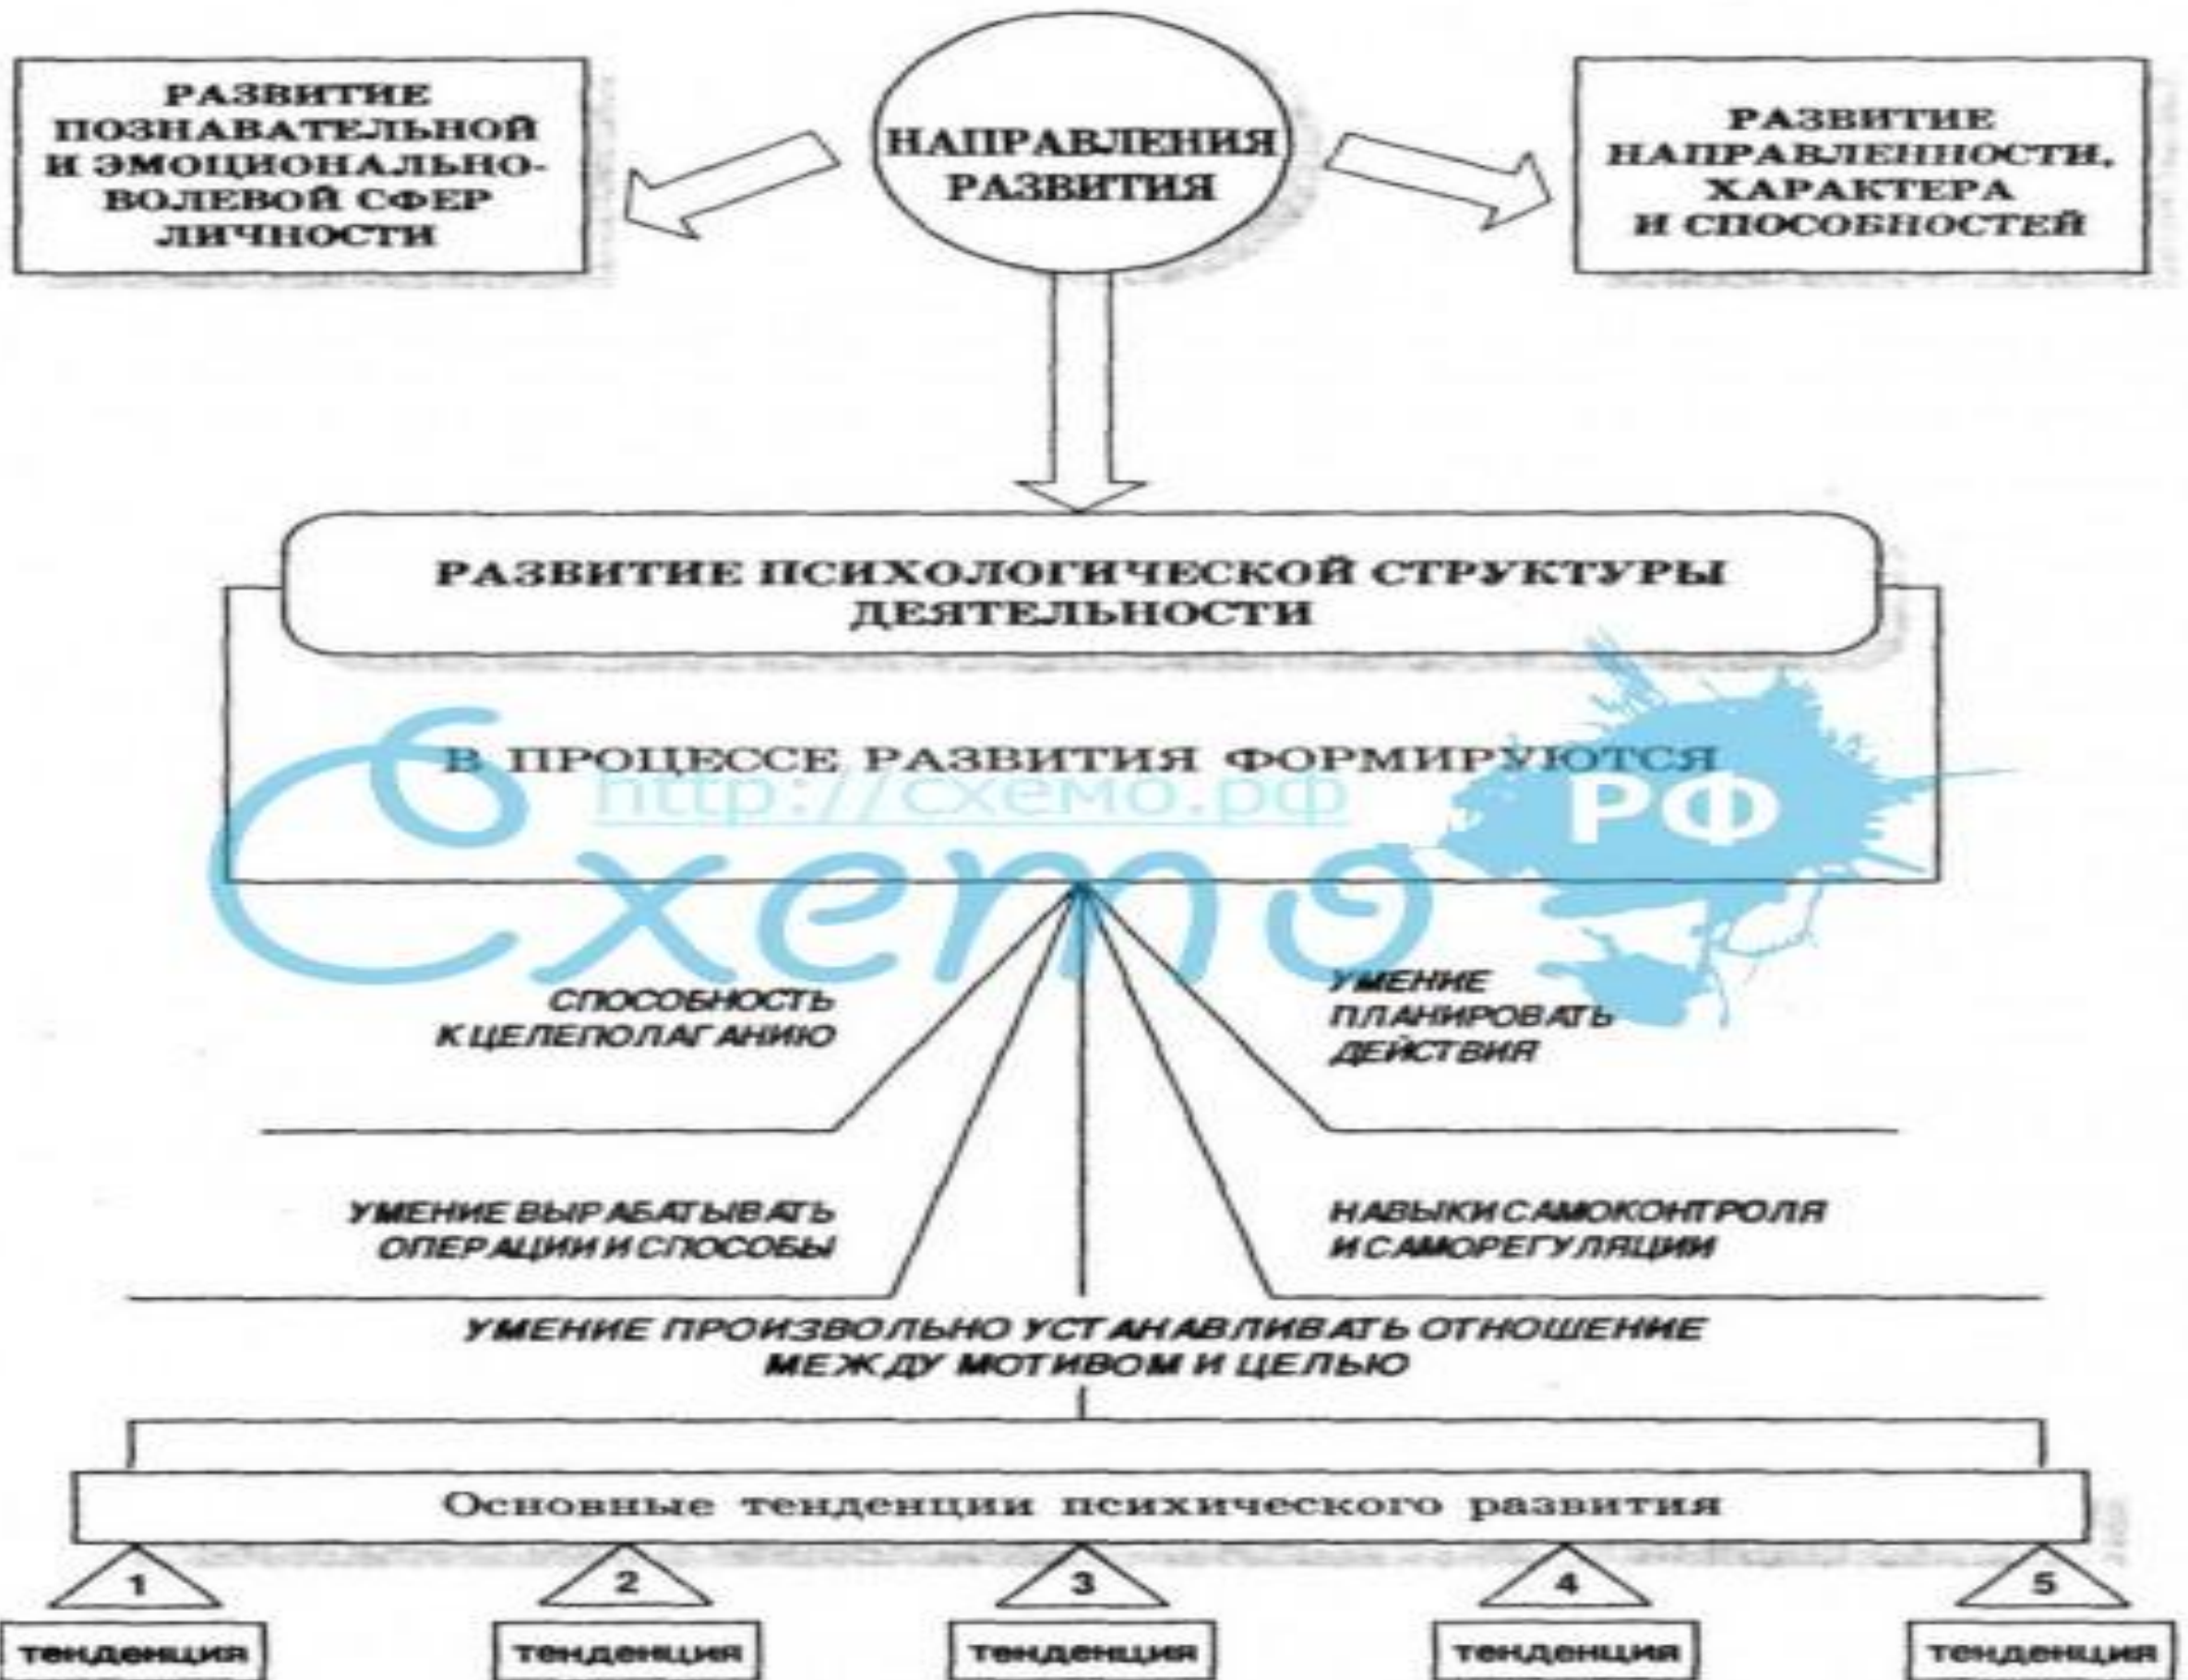 НАПРАВЛЕНИЯ
РАЗВИТИЯ
РАЗВИТИЕ
ПОЗНАВАТЕЛЬНОЙ
И ЭМОЦИОНАЛЬНО-
ВОЛЕВОЙ СФЕР
ЛИЧНОСТИ
РАЗВИТИЕ
НАПРАВЛЕННОСТИ,
ХАРАКТЕРА
И СПОСОБНОСТЕЙ
РАЗВИТИЕ ПСИХОЛОГИЧЕСКОЙ СТРУКТУРЫ
ДЕЯТЕЛЬНОСТИ
В ПРОЦЕССЕ РАЗВИТИЯ ФОРМИРУЮТСЯ
http://схемо.рф
Схемо
РФ
СПОСОБНОСТЬ
К ЦЕЛЕПОЛАГАНИЮ
УМЕНИЕ
ПЛАНИРОВАТЬ
ДЕЙСТВИЯ
УМЕНИЕ ВЫРАБАТЫВАТЬ
ОПЕРАЦИИ И СПОСОБЫ
НАВЫКИ САМОКОНТРОЛЯ
И САМОРЕГУЛЯЦИИ
УМЕНИЕ ПРОИЗВОЛЬНО УСТАНАВЛИВАТЬ ОТНОШЕНИЕ
МЕЖДУ МОТИВОМ И ЦЕЛЬЮ
Основные тенденции психического развития
1 2 3 4 5
тенденция тенденция тенденция тенденция тенденция